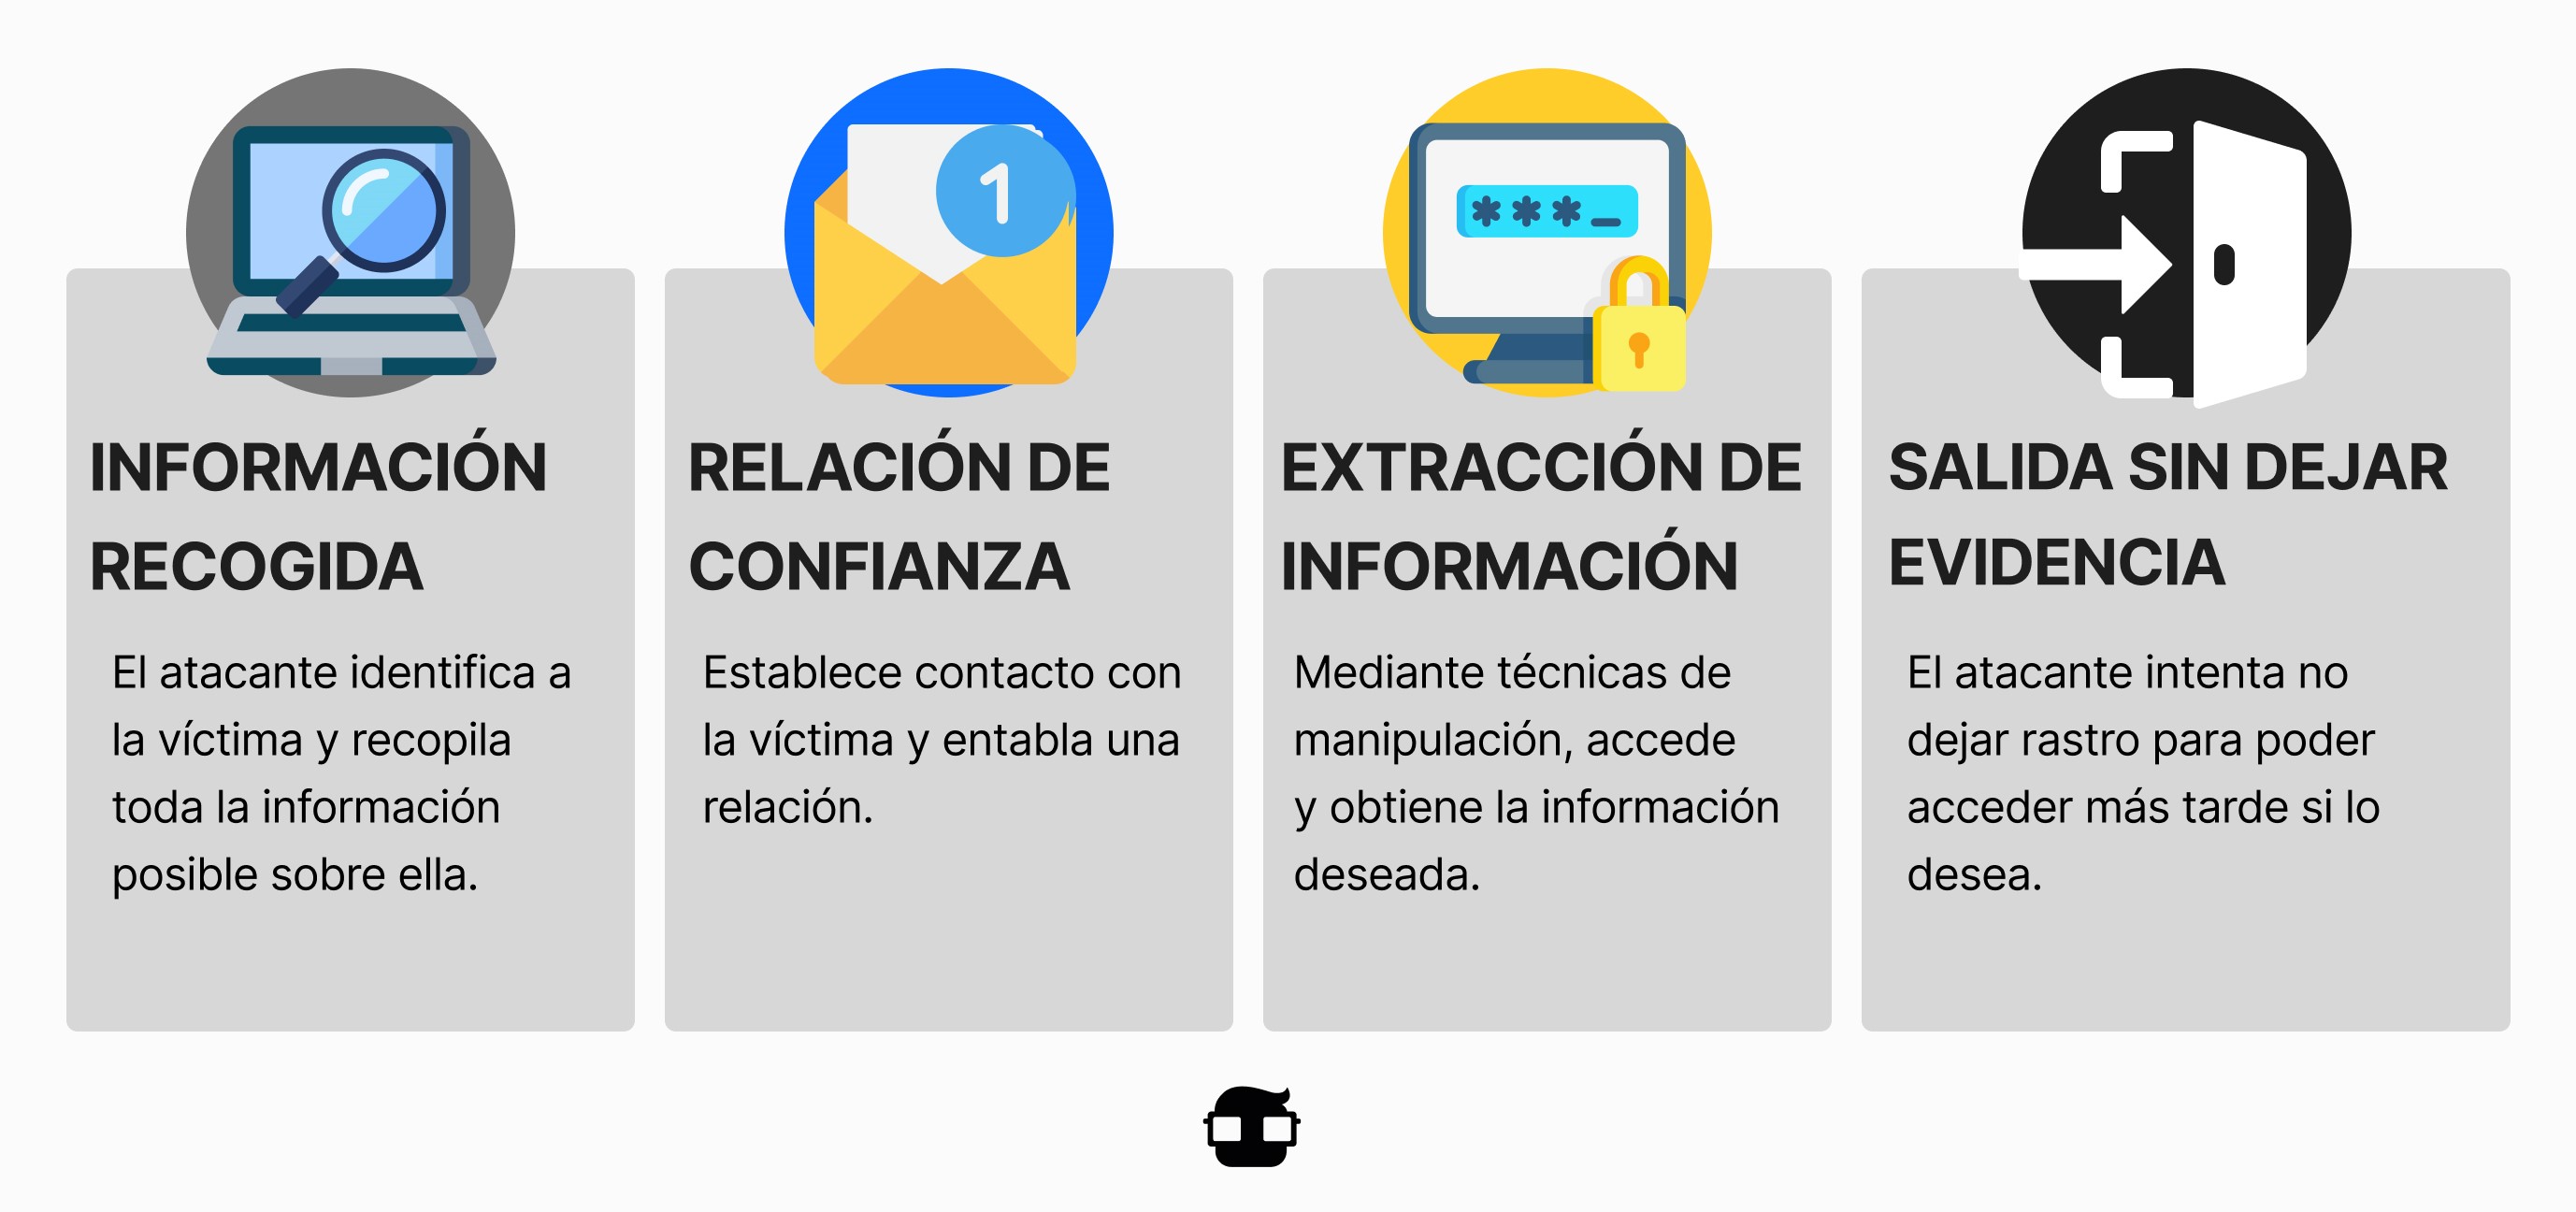 1
***_
INFORMACIÓN
RECOGIDA
El atacante identifica a
la víctima y recopila
toda la información
posible sobre ella.
RELACIÓN DE
CONFIANZA
Establece contacto con
la víctima y entabla una
relación.
EXTRACCIÓN DE
INFORMACIÓN
Mediante técnicas de
manipulación, accede
y obtiene la información
deseada.
SALIDA SIN DEJAR
EVIDENCIA
El atacante intenta no
dejar rastro para poder
acceder más tarde si lo
desea.